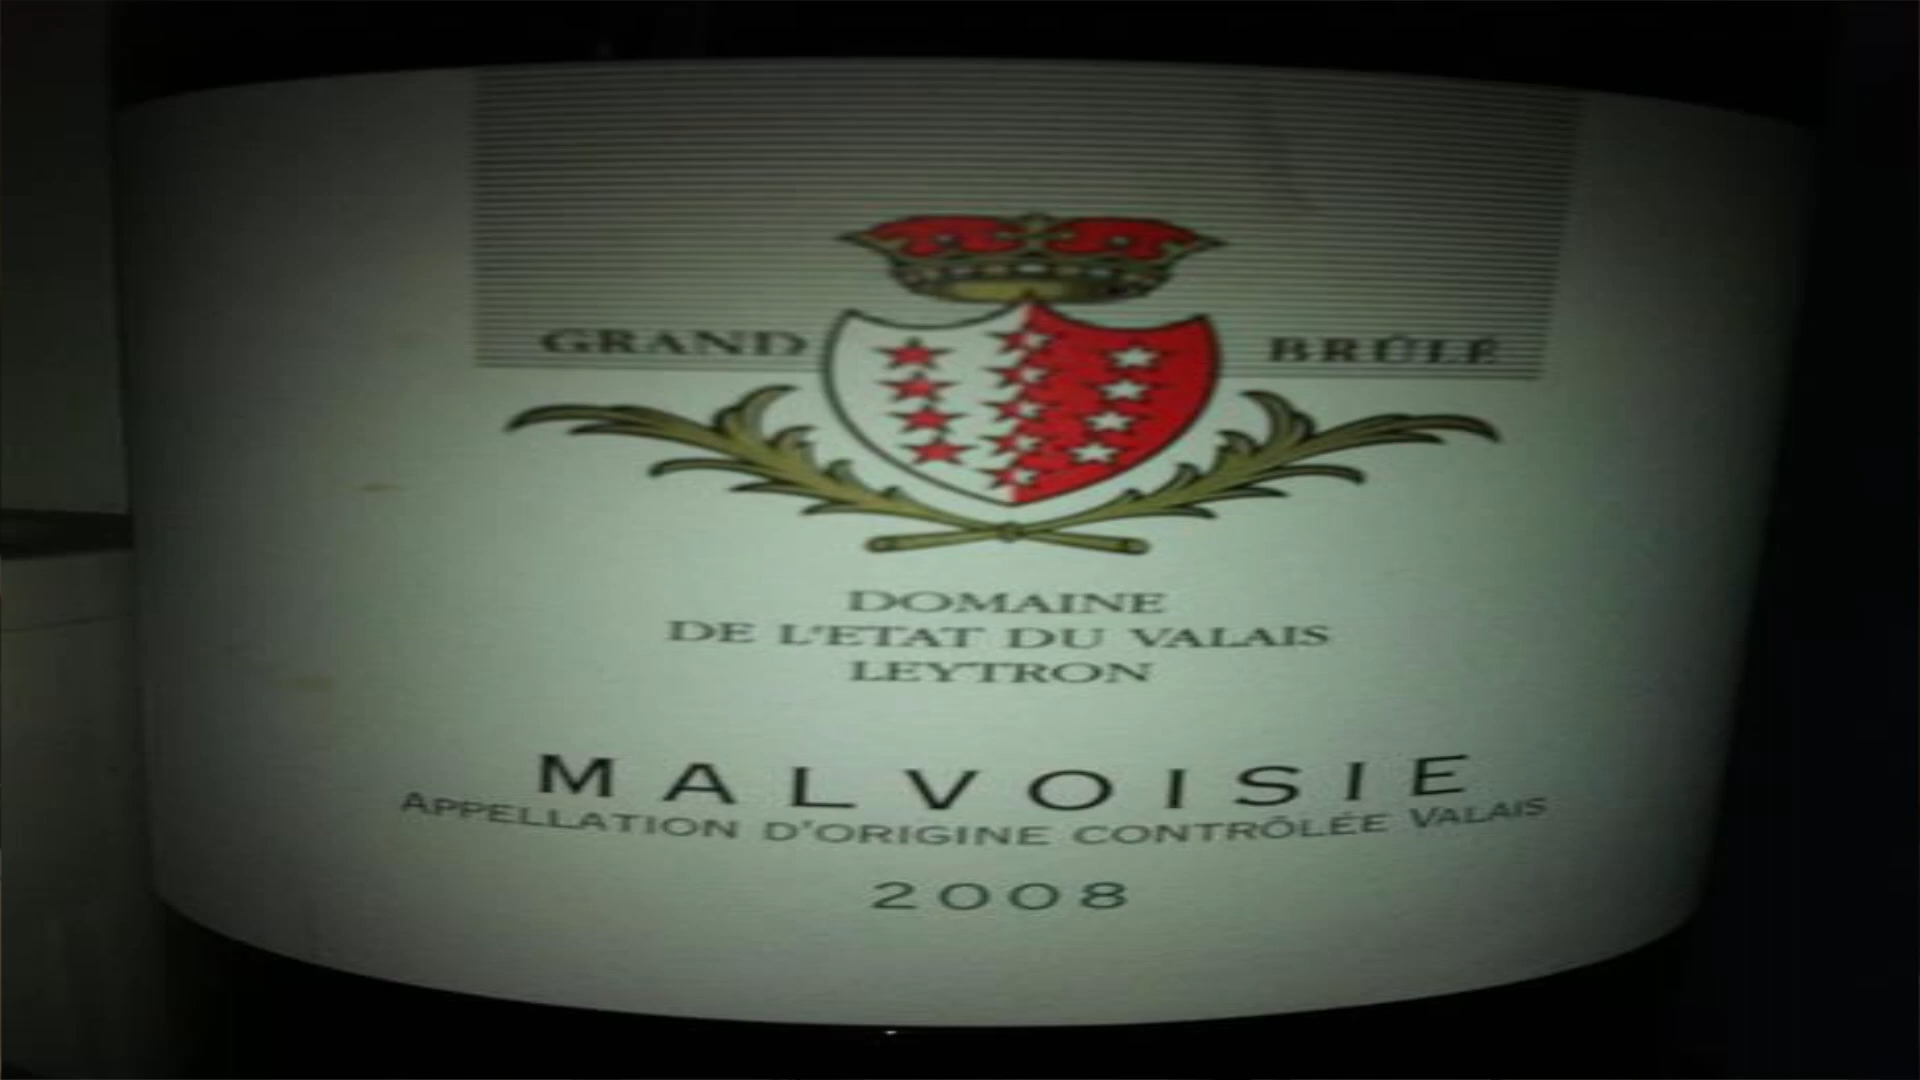 GRAND BRÛLÉ
DOMAINE
DE L'ETAT DU VALAIS
LEYTRON
MALVOISIE
APPELLATION D'ORIGINE CONTRÔLÉE VALAIS
2008